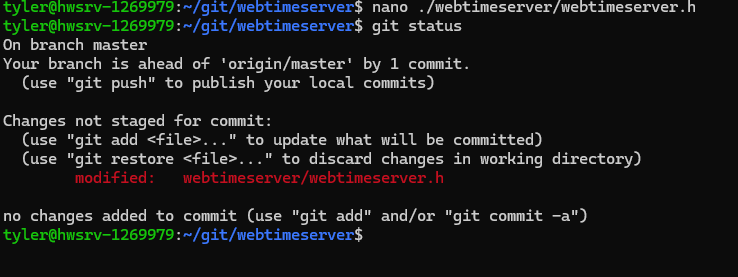 tyler@hwsrv-1269979:~/git/webtimeserver$ nano ./webtimeserver/webtimeserver.h
tyler@hwsrv-1269979:~/git/webtimeserver$ git status
On branch master
Your branch is ahead of 'origin/master' by 1 commit.
  (use "git push" to publish your local commits)

Changes not staged for commit:
  (use "git add <file>..." to update what will be committed)
  (use "git restore <file>..." to discard changes in working directory)
        modified:   webtimeserver/webtimeserver.h

no changes added to commit (use "git add" and/or "git commit -a")
tyler@hwsrv-1269979:~/git/webtimeserver$